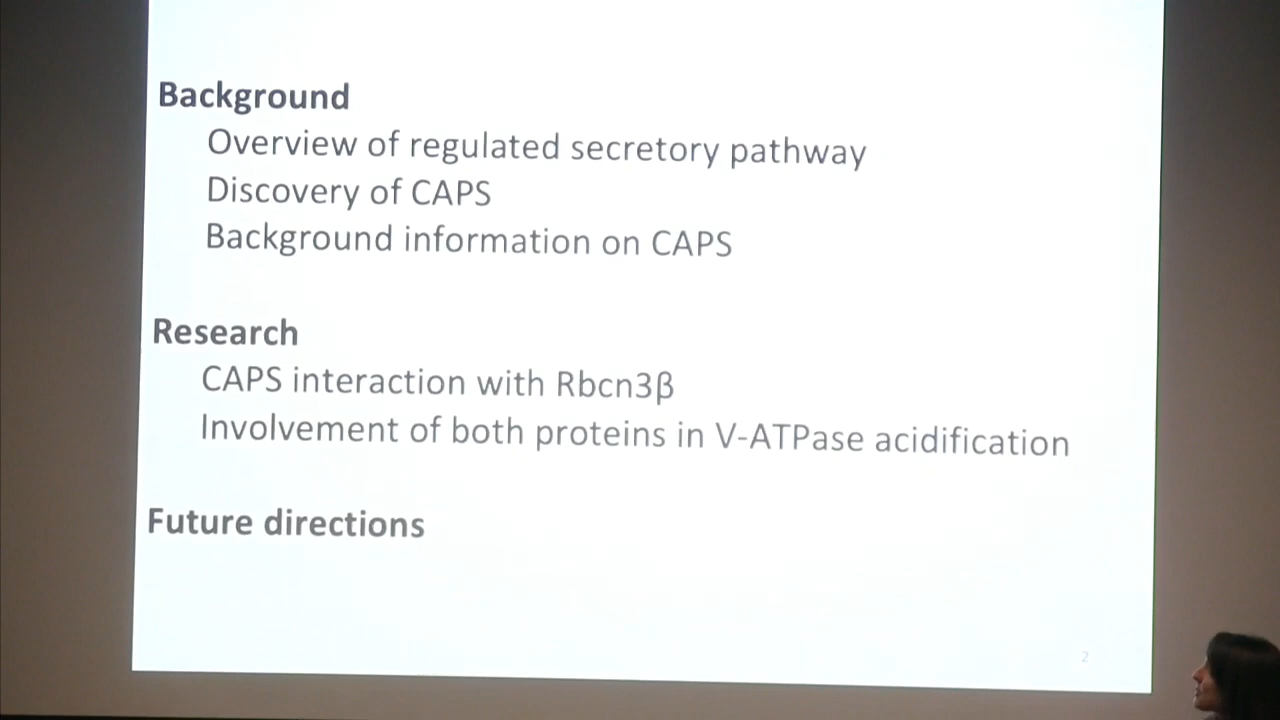 Background
Overview of regulated secretory pathway
Discovery of CAPS
Background information on CAPS
Research
CAPS interaction with Rbcn3β
Involvement of both proteins in V-ATPase acidification
Future directions
2